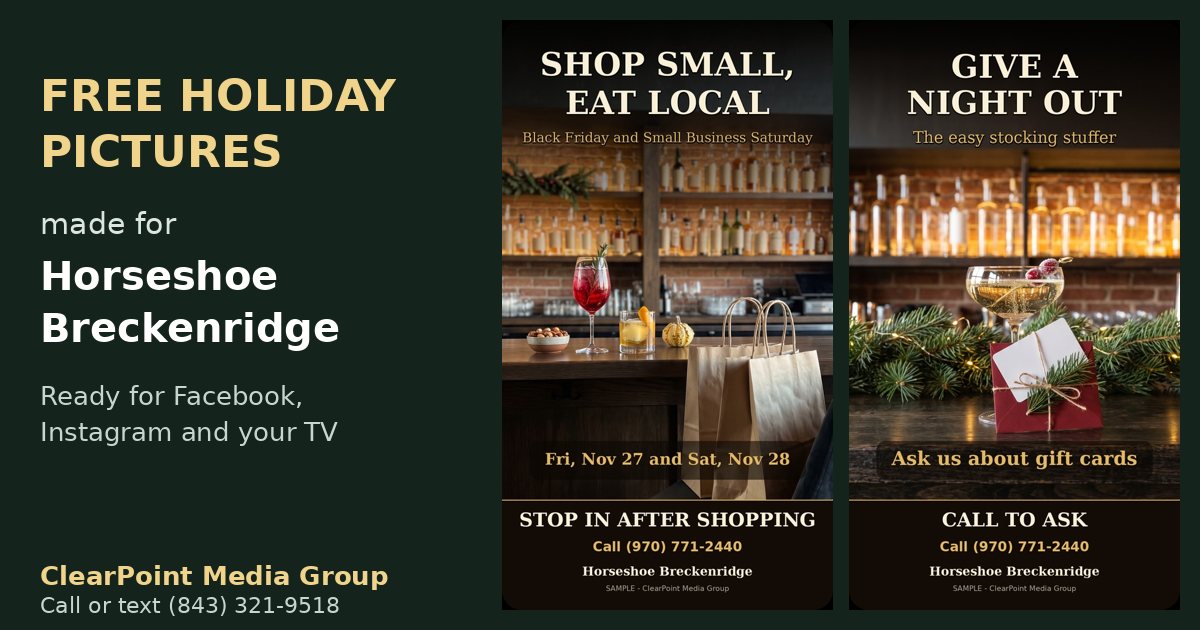 FREE HOLIDAY
PICTURES
made for
Horseshoe
Breckenridge
Ready for Facebook,
Instagram and your TV
ClearPoint Media Group
Call or text (843) 321-9518
SHOP SMALL,
EAT LOCAL
Black Friday and Small Business Saturday
Fri, Nov 27 and Sat, Nov 28
STOP IN AFTER SHOPPING
Call (970) 771-2440
Horseshoe Breckenridge
SAMPLE - ClearPoint Media Group
GIVE A
NIGHT OUT
The easy stocking stuffer
Ask us about gift cards
CALL TO ASK
Call (970) 771-2440
Horseshoe Breckenridge
SAMPLE - ClearPoint Media Group